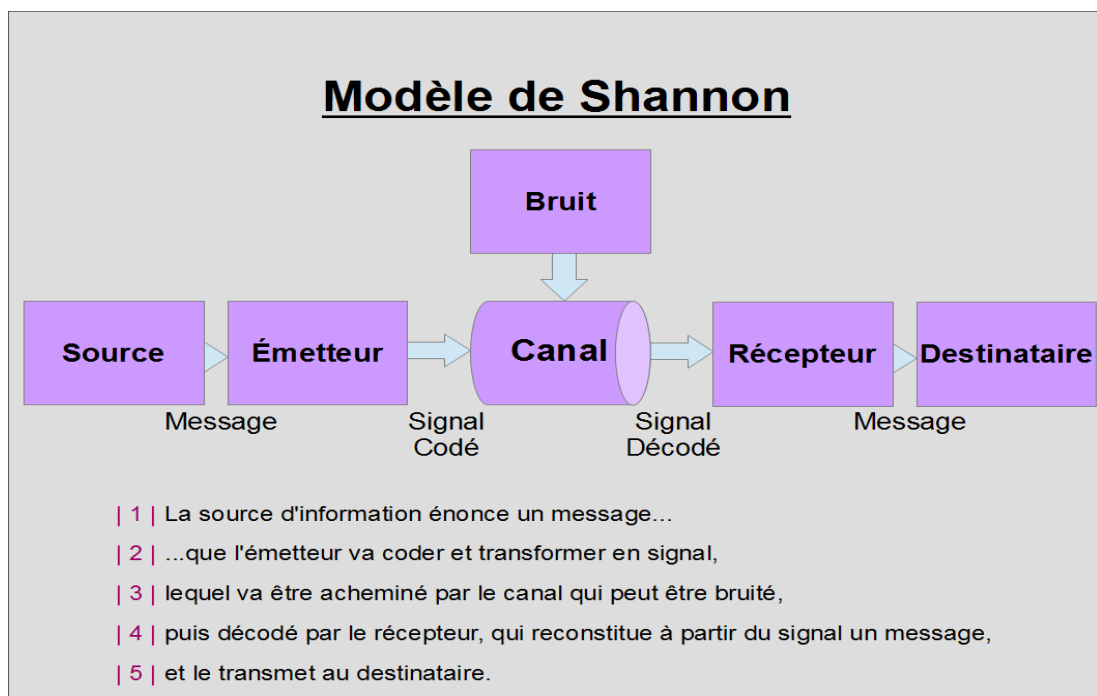 Modèle de Shannon
Bruit
Source
Émetteur
Canal
Récepteur
Destinataire
Message
Signal
Codé
Signal
Décodé
Message
| 1 | La source d'information énonce un message...
| 2 | ...que l'émetteur va coder et transformer en signal,
| 3 | lequel va être acheminé par le canal qui peut être bruité,
| 4 | puis décodé par le récepteur, qui reconstitue à partir du signal un message,
| 5 | et le transmet au destinataire.